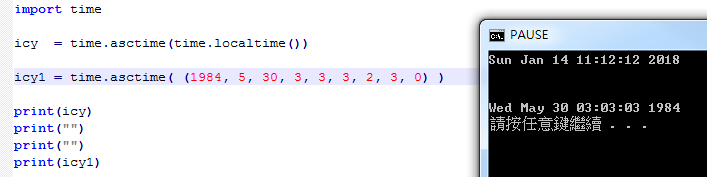 import time
icy  = time.asctime(time.localtime())
icy1 = time.asctime( (1984, 5, 30, 3, 3, 3, 2, 3, 0) )
print(icy)
print("")
print("")
print(icy1)
C:\. PAUSE
Sun Jan 14 11:12:12 2018
Wed May 30 03:03:03 1984
請按任意鍵繼續 . . .